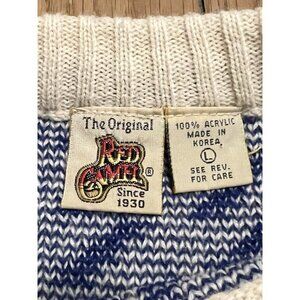 The Original
RED
CAMEL®
Since
1930
100% ACRYLIC
MADE IN
KOREA,
L
SEE REV.
FOR CARE